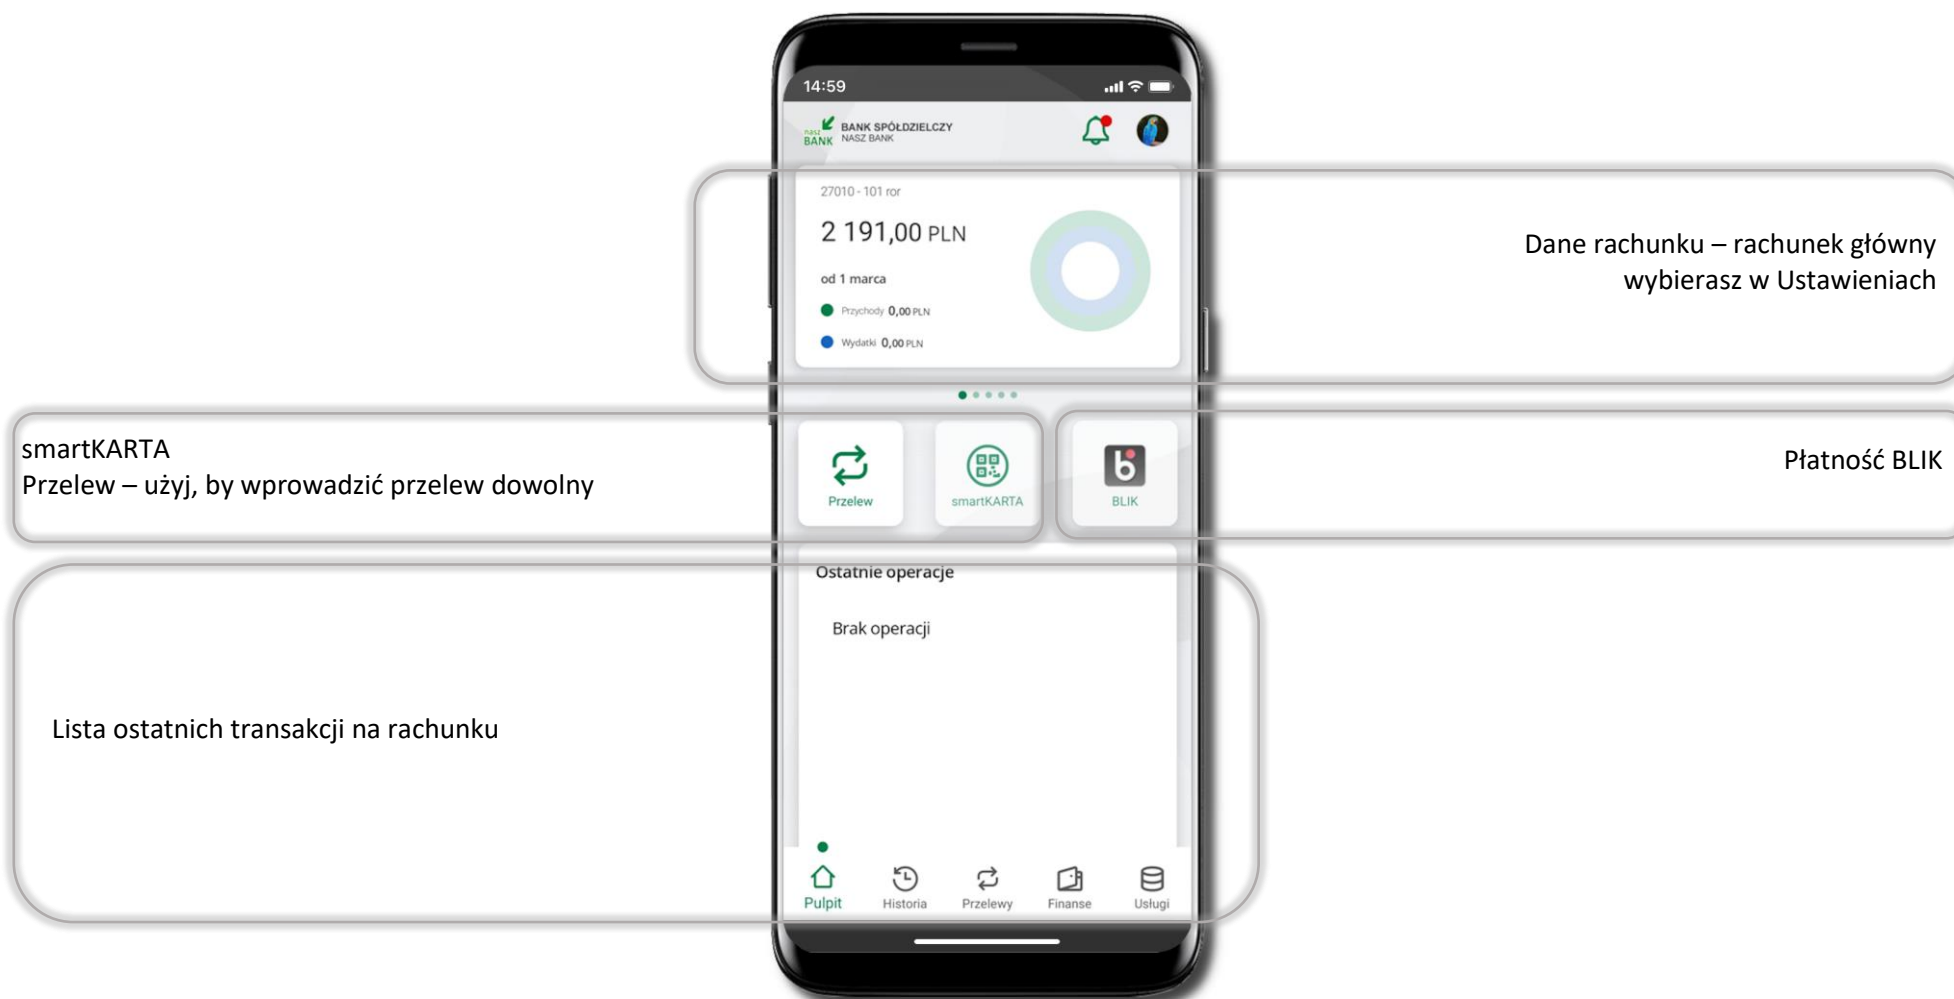 14:59
nasz
BANK
BANK SPÓŁDZIELCZY
NASZ BANK
27010 - 101 ror
2 191,00 PLN
od 1 marca
Przychody 0,00 PLN
Wydatki 0,00 PLN
Dane rachunku – rachunek główny
wybierasz w Ustawieniach
smartKARTA
Przelew – użyj, by wprowadzić przelew dowolny
Przelew
smartKARTA
BLIK
Płatność BLIK
Ostatnie operacje
Brak operacji
Lista ostatnich transakcji na rachunku
Pulpit
Historia
Przelewy
Finanse
Usługi